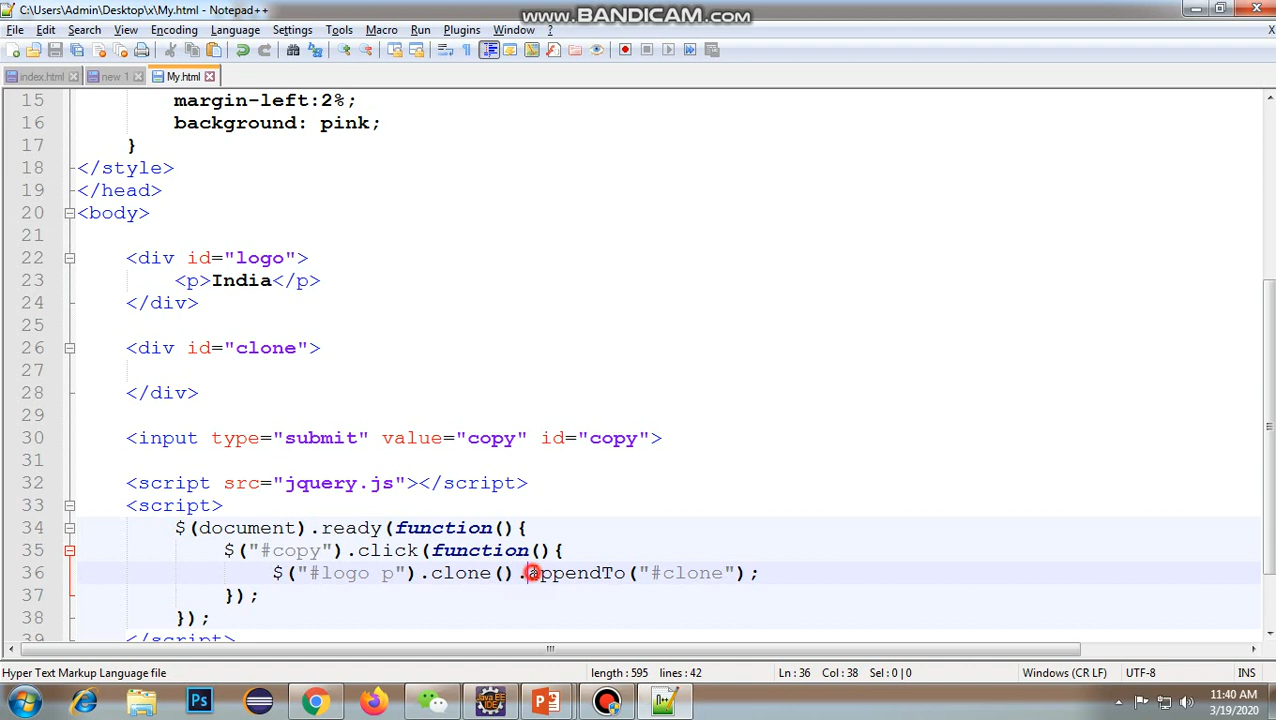 C:\Users\Admin\Desktop\x\My.html - Notepad++
www.BANDICAM.com
File Edit Search View Encoding Language Settings Tools Macro Run Plugins Window ? X
index.html new 1 My.html
15 margin-left:2%;
16 background: pink;
17 }
18 </style>
19 </head>
20 <body>
21
22 <div id="logo">
23 <p>India</p>
24 </div>
25
26 <div id="clone">
27
28 </div>
29
30 <input type="submit" value="copy" id="copy">
31
32 <script src="jquery.js"></script>
33 <script>
34 $(document).ready(function(){
35 $("#copy").click(function(){
36 $("#logo p").clone().appendTo("#clone");
37 });
38 });
39 </script>
Hyper Text Markup Language file length : 595 lines : 42 Ln : 36 Col : 38 Sel : 0 | 0 Windows (CR LF) UTF-8 INS
11:40 AM
3/19/2020